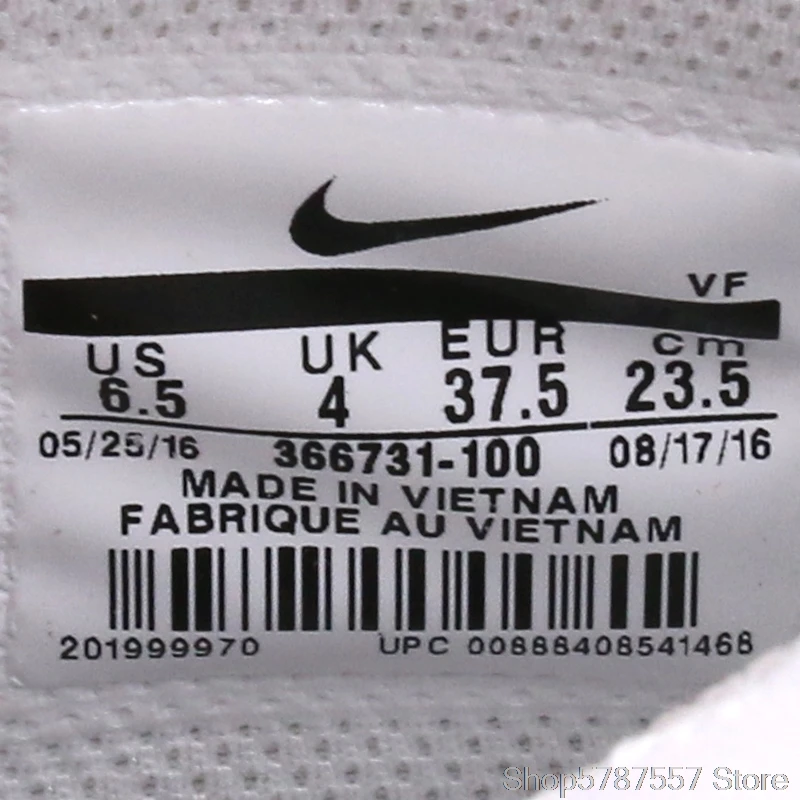 VF
US UK EUR cm
6.5 4 37.5 23.5
05/25/16 366731-100 08/17/16
MADE IN VIETNAM
FABRIQUE AU VIETNAM
201999970 UPC 00888408541468
Shop5787557 Store